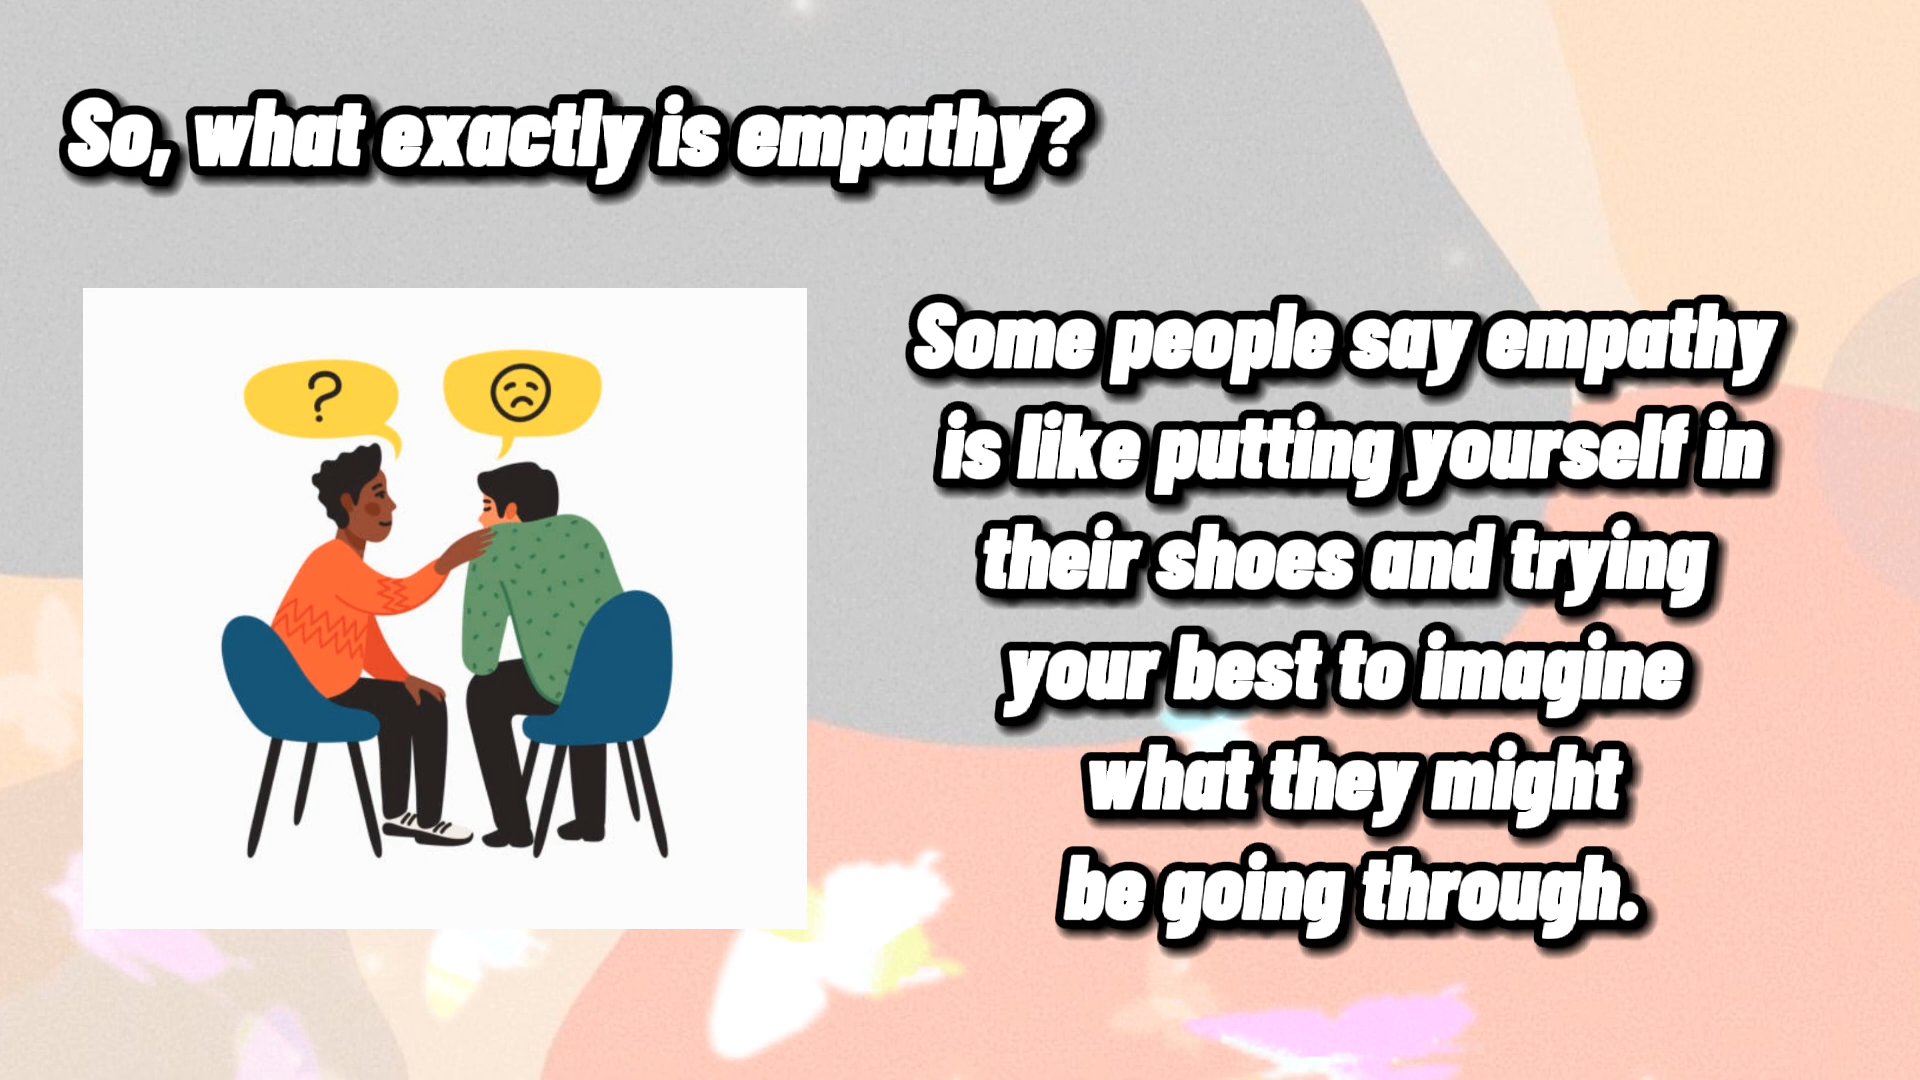 So, what exactly is empathy?
?
Some people say empathy
is like putting yourself in
their shoes and trying
your best to imagine
what they might
be going through.